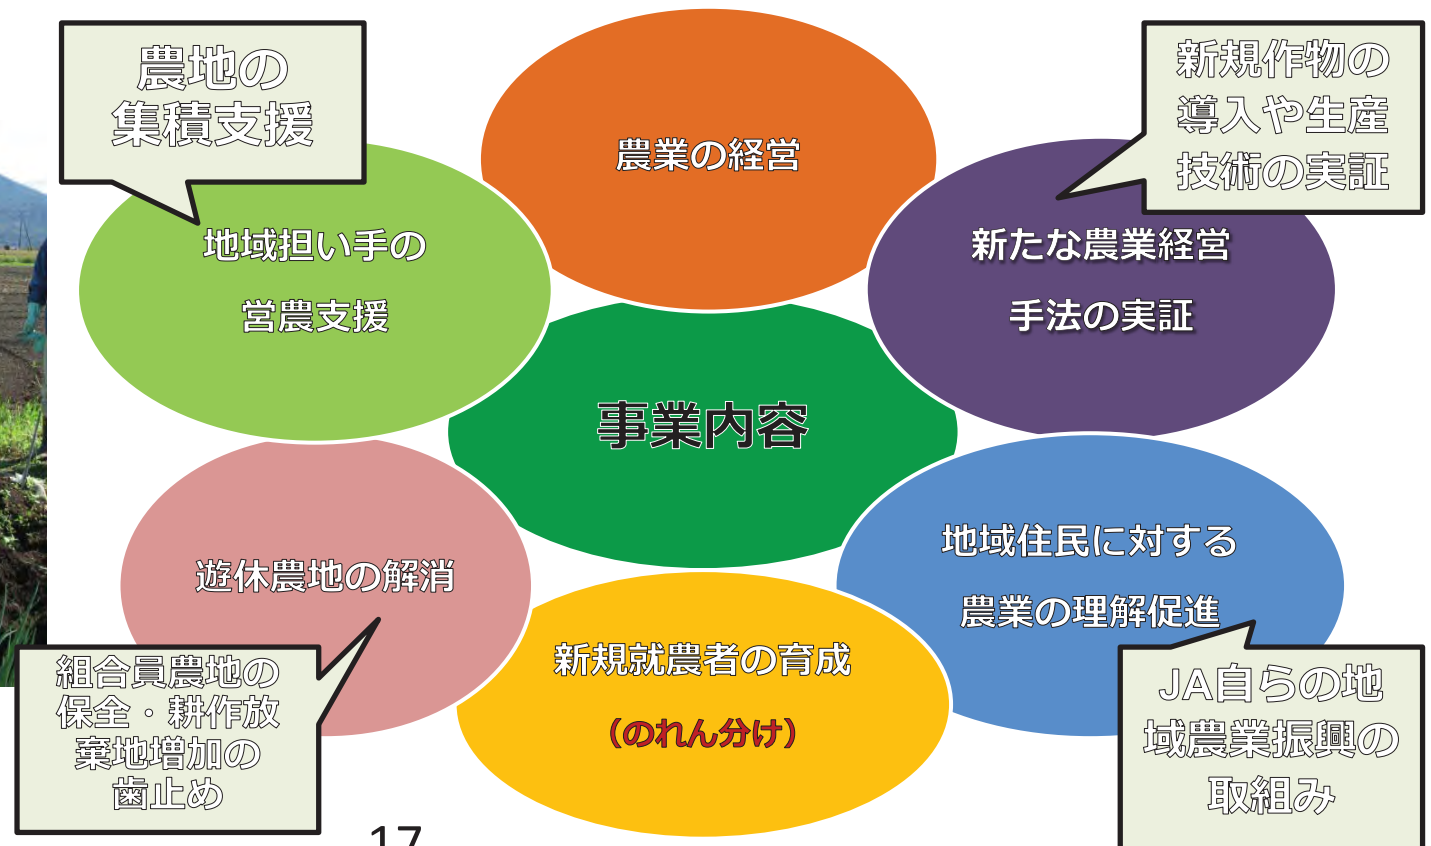 農地の
集積支援
農業の経営
新規作物の
導入や生産
技術の実証
地域担い手の
営農支援
新たな農業経営
手法の実証
事業内容
遊休農地の解消
地域住民に対する
農業の理解促進
新規就農者の育成
（のれん分け）
組合員農地の
保全・耕作放
棄地増加の
歯止め
JA自らの地
域農業振興の
取組み
17